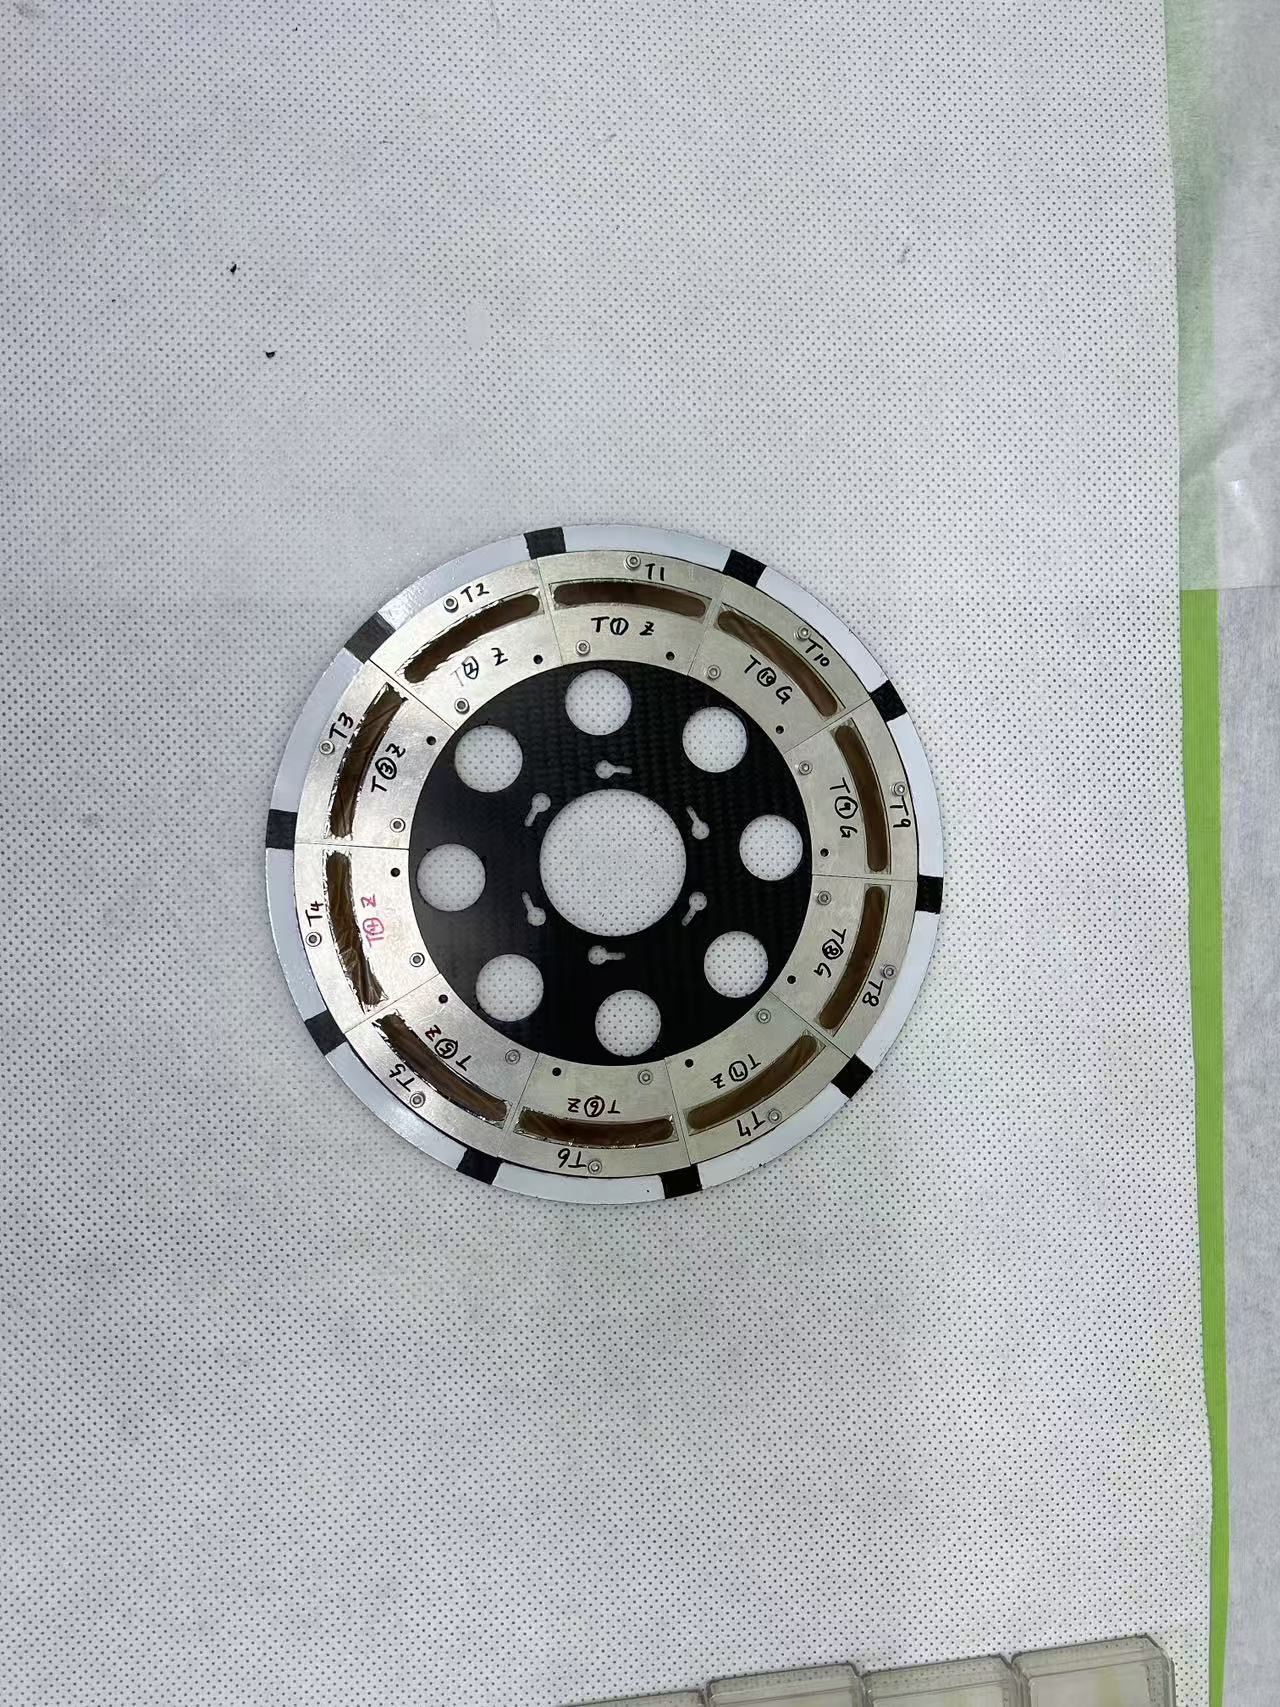 T1
T① Z
T2
T② Z
T3
T③ Z
T4
T④ Z
T5
T⑤ Z
T6
T⑥ Z
T7
T⑦ Z
T8
T⑧ G
T9
T⑨ G
T10
T⑩ G